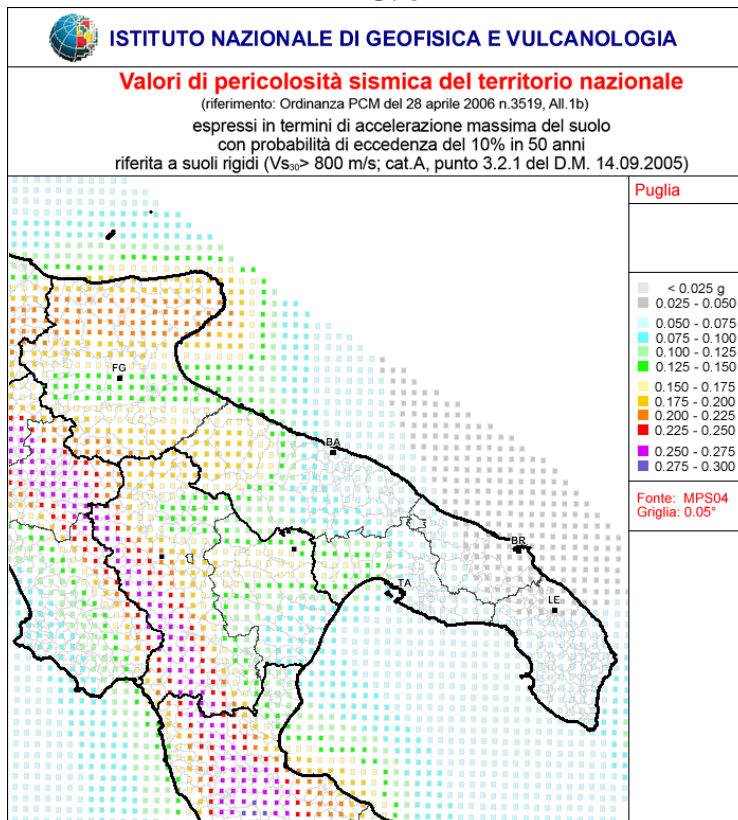 ISTITUTO NAZIONALE DI GEOFISICA E VULCANOLOGIA
Valori di pericolosità sismica del territorio nazionale
(riferimento: Ordinanza PCM del 28 aprile 2006 n.3519, All.1b)
espressi in termini di accelerazione massima del suolo
con probabilità di eccedenza del 10% in 50 anni
riferita a suoli rigidi (Vs30> 800 m/s; cat.A, punto 3.2.1 del D.M. 14.09.2005)
Puglia
< 0.025 g
0.025 - 0.050
0.050 - 0.075
0.075 - 0.100
0.100 - 0.125
0.125 - 0.150
0.150 - 0.175
0.175 - 0.200
0.200 - 0.225
0.225 - 0.250
0.250 - 0.275
0.275 - 0.300
Fonte: MPS04
Griglia: 0.05°
FG
BA
BR
TA
LE